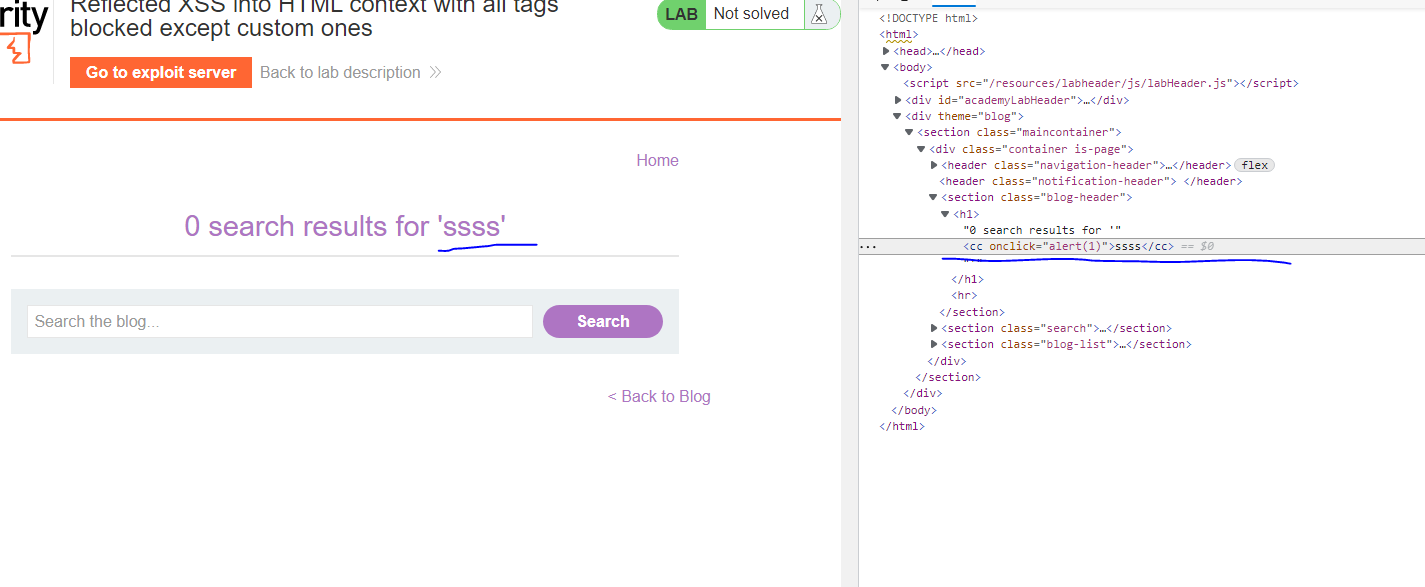 rity
Reflected XSS into HTML context with all tags
blocked except custom ones
LAB Not solved
Go to exploit server Back to lab description
Home
0 search results for 'ssss'
Search the blog... Search
< Back to Blog
<!DOCTYPE html>
<html>
<head>…</head>
<body>
<script src="/resources/labheader/js/labHeader.js"></script>
<div id="academyLabHeader">…</div>
<div theme="blog">
<section class="maincontainer">
<div class="container is-page">
<header class="navigation-header">…</header> flex
<header class="notification-header"> </header>
<section class="blog-header">
<h1>
"0 search results for '"
... <cc onclick="alert(1)">ssss</cc> == $0
</h1>
<hr>
</section>
<section class="search">…</section>
<section class="blog-list">…</section>
</div>
</section>
</div>
</body>
</html>